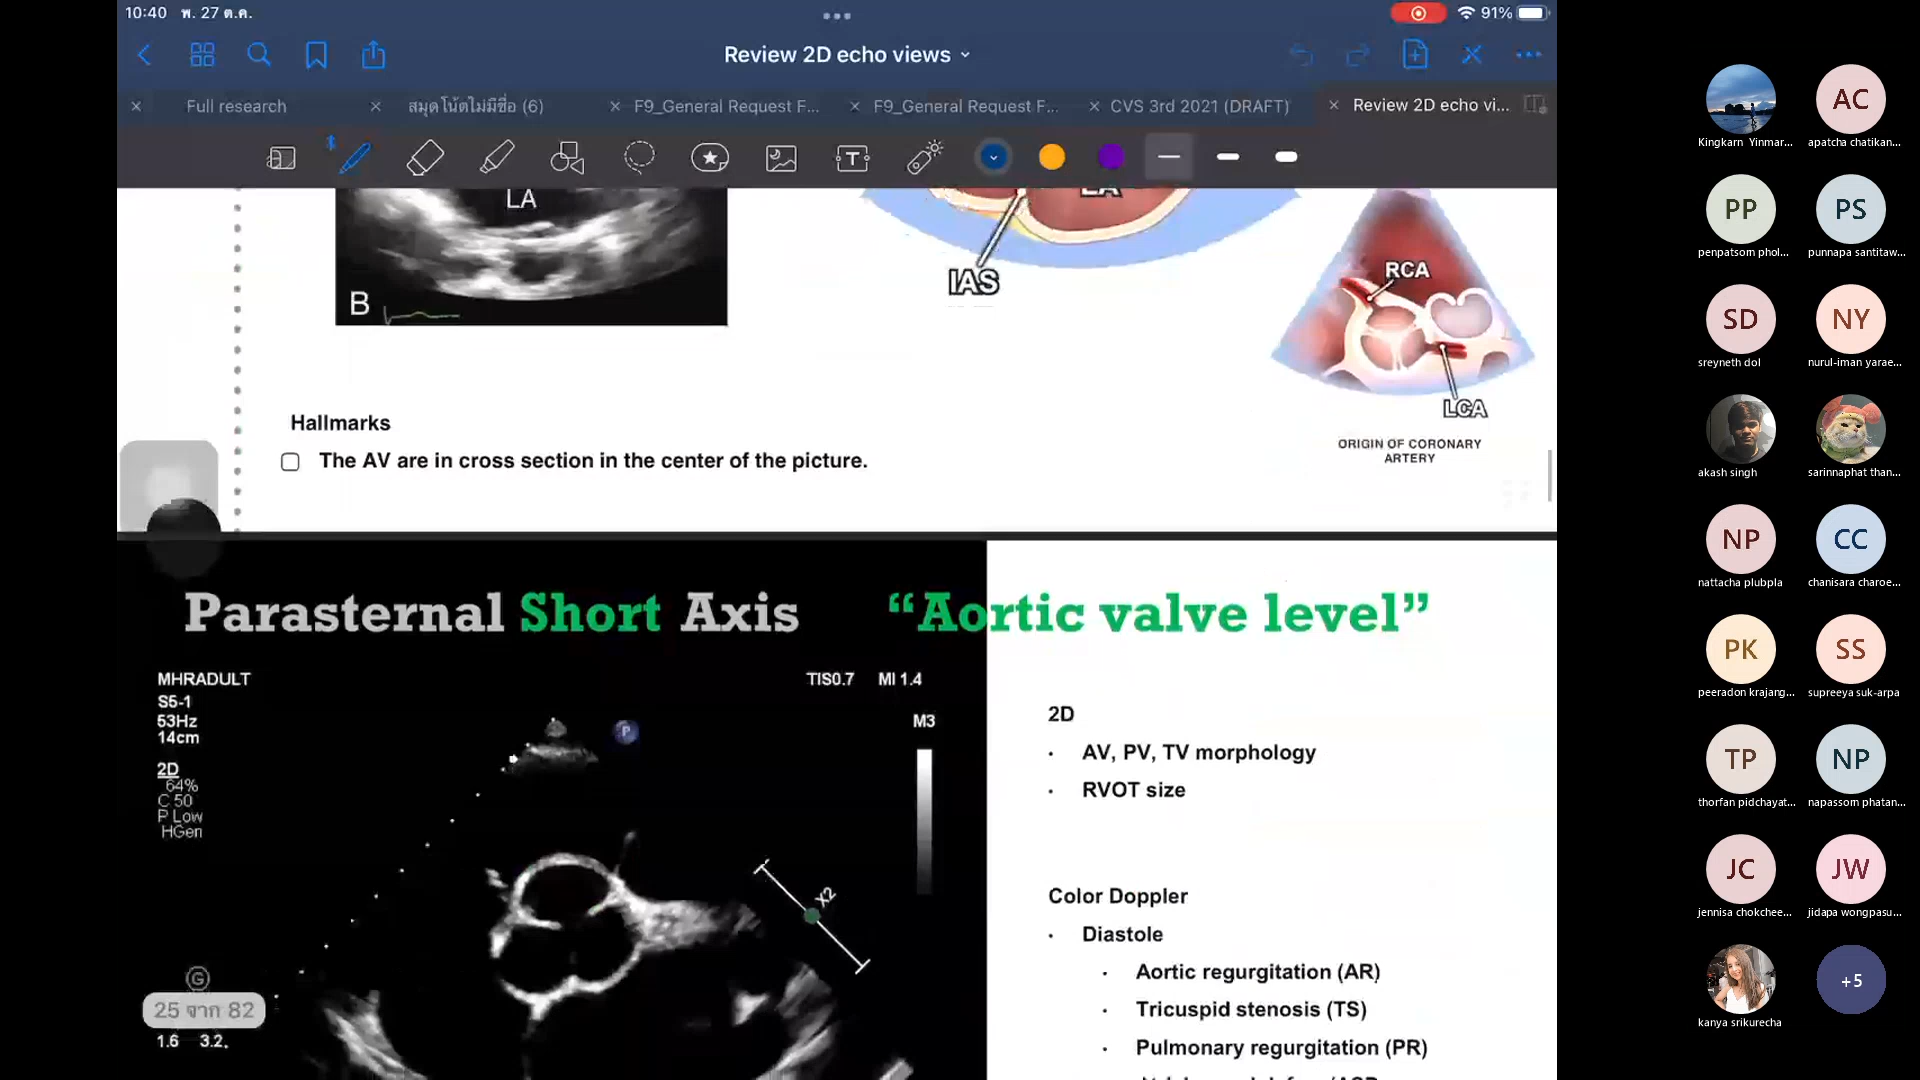 10:40 พ. 27 ต.ค.
91%
Review 2D echo views
Full research
สมุดโน้ตไม่มีชื่อ (6)
F9_General Request F...
F9_General Request F...
CVS 3rd 2021 (DRAFT)
Review 2D echo vi...
T
LA
B
IAS
RCA
LCA
ORIGIN OF CORONARY
ARTERY
Hallmarks
The AV are in cross section in the center of the picture.
Parasternal Short Axis “Aortic valve level”
MHRADULT
S5-1
53Hz
14cm
2D
64%
C 50
P Low
HGen
TIS0.7 MI 1.4
M3
P
X2
G
25 จาก 82
1.6 3.2
2D
· AV, PV, TV morphology
· RVOT size
Color Doppler
· Diastole
· Aortic regurgitation (AR)
· Tricuspid stenosis (TS)
· Pulmonary regurgitation (PR)
Kingkarn Yinmar...
AC
apatcha chatikan...
PP
penpatsorn phol...
PS
punnapa santitaw...
SD
sreyneth dol
NY
nurul-iman yarae...
akash singh
sarinnaphat than...
NP
nattacha plubpla
CC
chanisara charoe...
PK
peeradon krajang...
SS
supreeya suk-arpa
TP
thorfan pidchayat...
NP
napassorn phatan...
JC
jennisa chokchee...
JW
jidapa wongpasu...
kanya srikurecha
+5